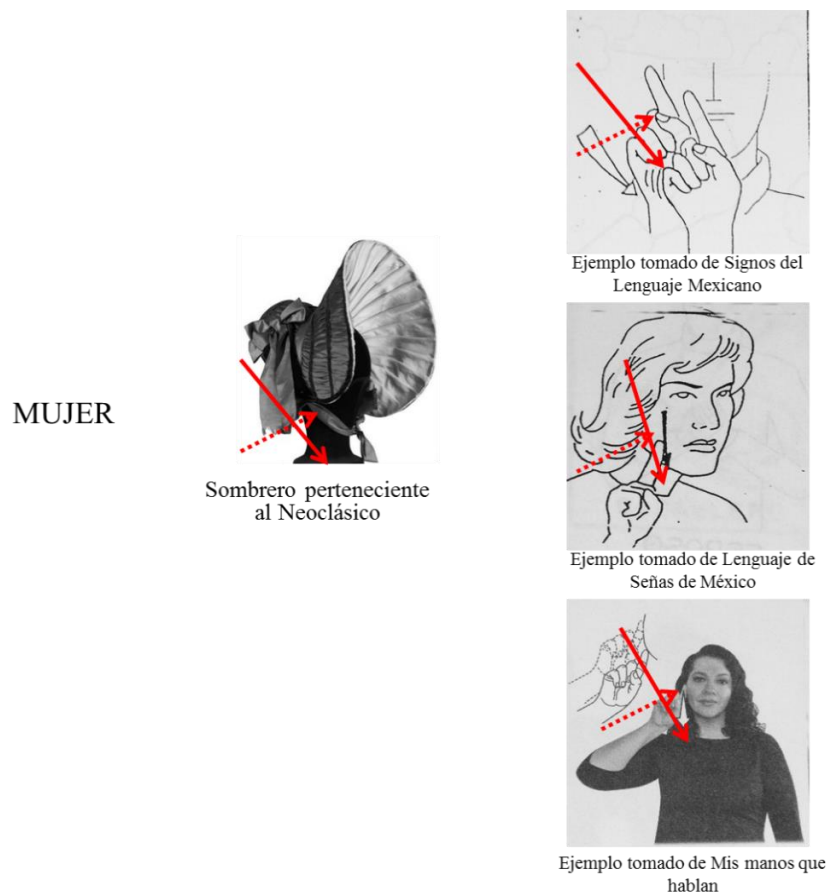 Ejemplo tomado de Signos del
Lenguaje Mexicano
MUJER
Sombrero perteneciente
al Neoclásico
Ejemplo tomado de Lenguaje de
Señas de México
Ejemplo tomado de Mis manos que
hablan